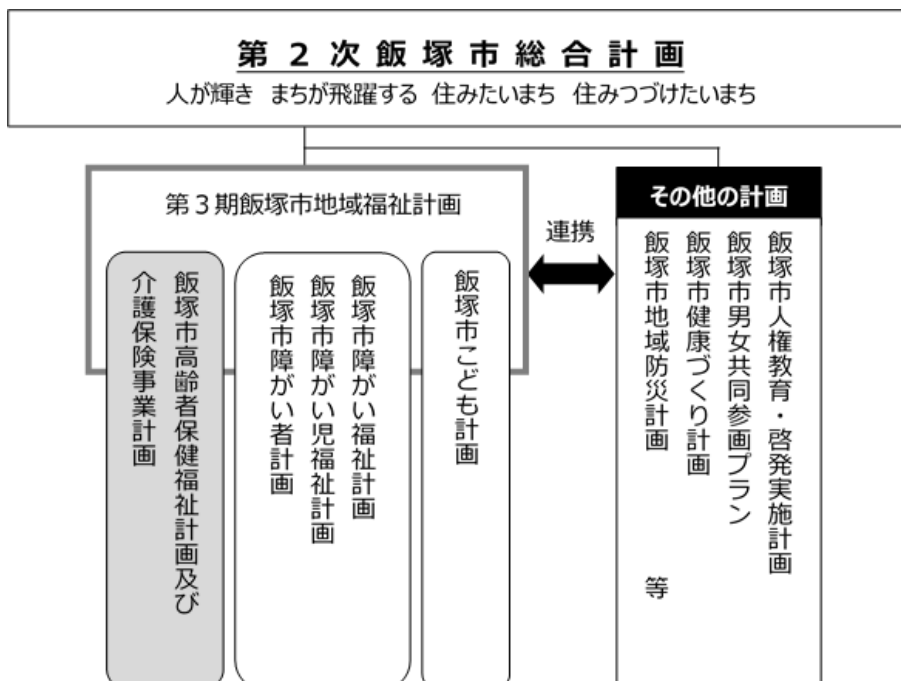 第２次飯塚市総合計画
人が輝き まちが飛躍する 住みたいまち 住みつづけたいまち
第３期飯塚市地域福祉計画
飯塚市高齢者保健福祉計画及び
介護保険事業計画
飯塚市障がい福祉計画
飯塚市障がい児福祉計画
飯塚市障がい者計画
飯塚市こども計画
連携
その他の計画
飯塚市人権教育・啓発実施計画
飯塚市男女共同参画プラン
飯塚市健康づくり計画
飯塚市地域防災計画
等